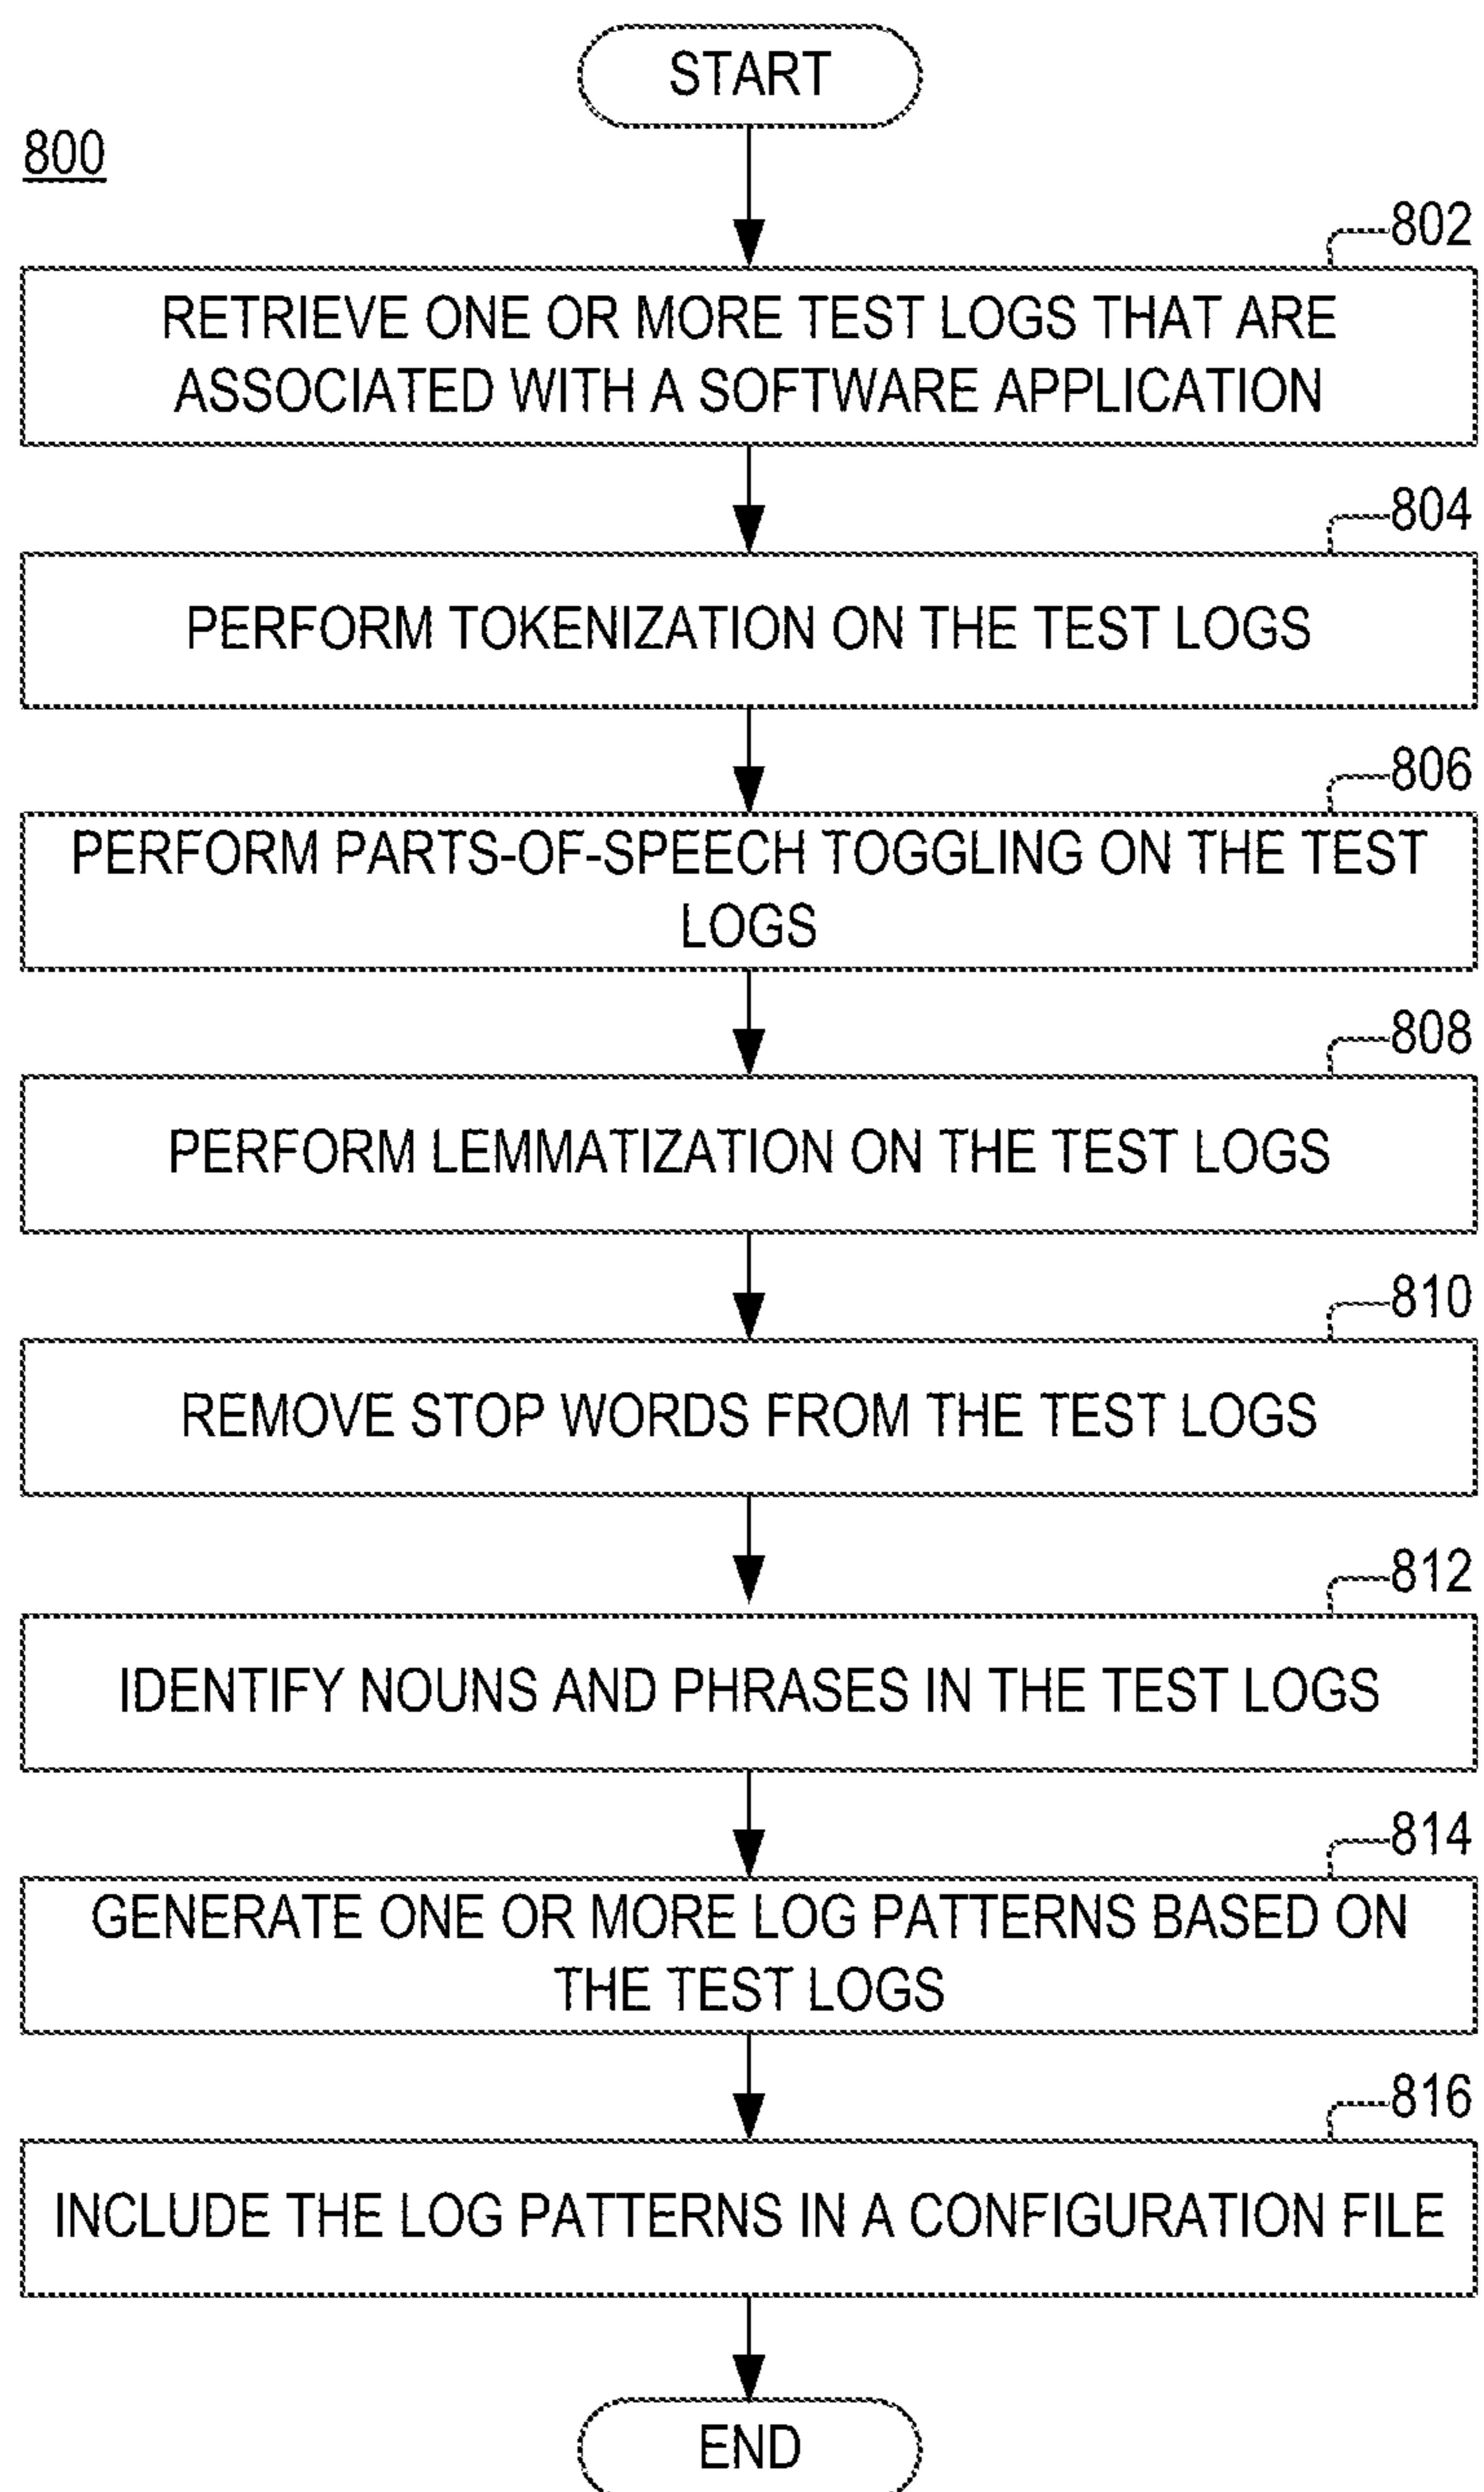 START
800
802
RETRIEVE ONE OR MORE TEST LOGS THAT ARE
ASSOCIATED WITH A SOFTWARE APPLICATION
804
PERFORM TOKENIZATION ON THE TEST LOGS
806
PERFORM PARTS-OF-SPEECH TOGGLING ON THE TEST
LOGS
808
PERFORM LEMMATIZATION ON THE TEST LOGS
810
REMOVE STOP WORDS FROM THE TEST LOGS
812
IDENTIFY NOUNS AND PHRASES IN THE TEST LOGS
814
GENERATE ONE OR MORE LOG PATTERNS BASED ON
THE TEST LOGS
816
INCLUDE THE LOG PATTERNS IN A CONFIGURATION FILE
END